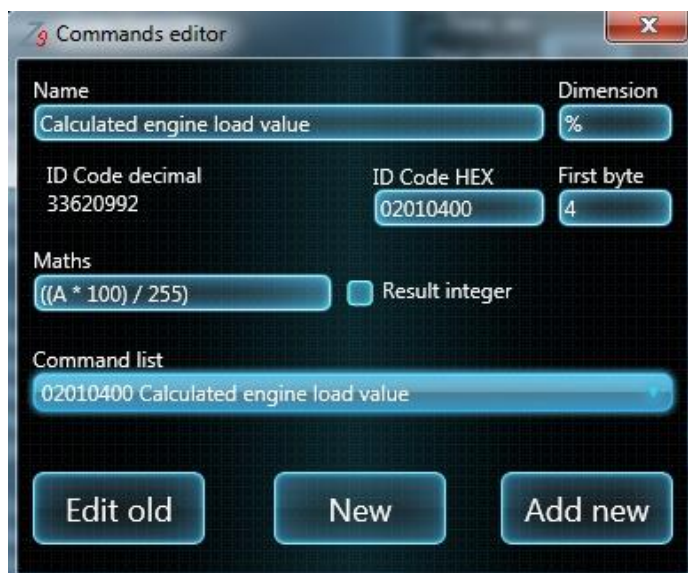 Commands editor
x
Name
Dimension
Calculated engine load value
%
ID Code decimal
ID Code HEX
First byte
33620992
02010400
4
Maths
((A * 100) / 255)
Result integer
Command list
02010400 Calculated engine load value
Edit old
New
Add new